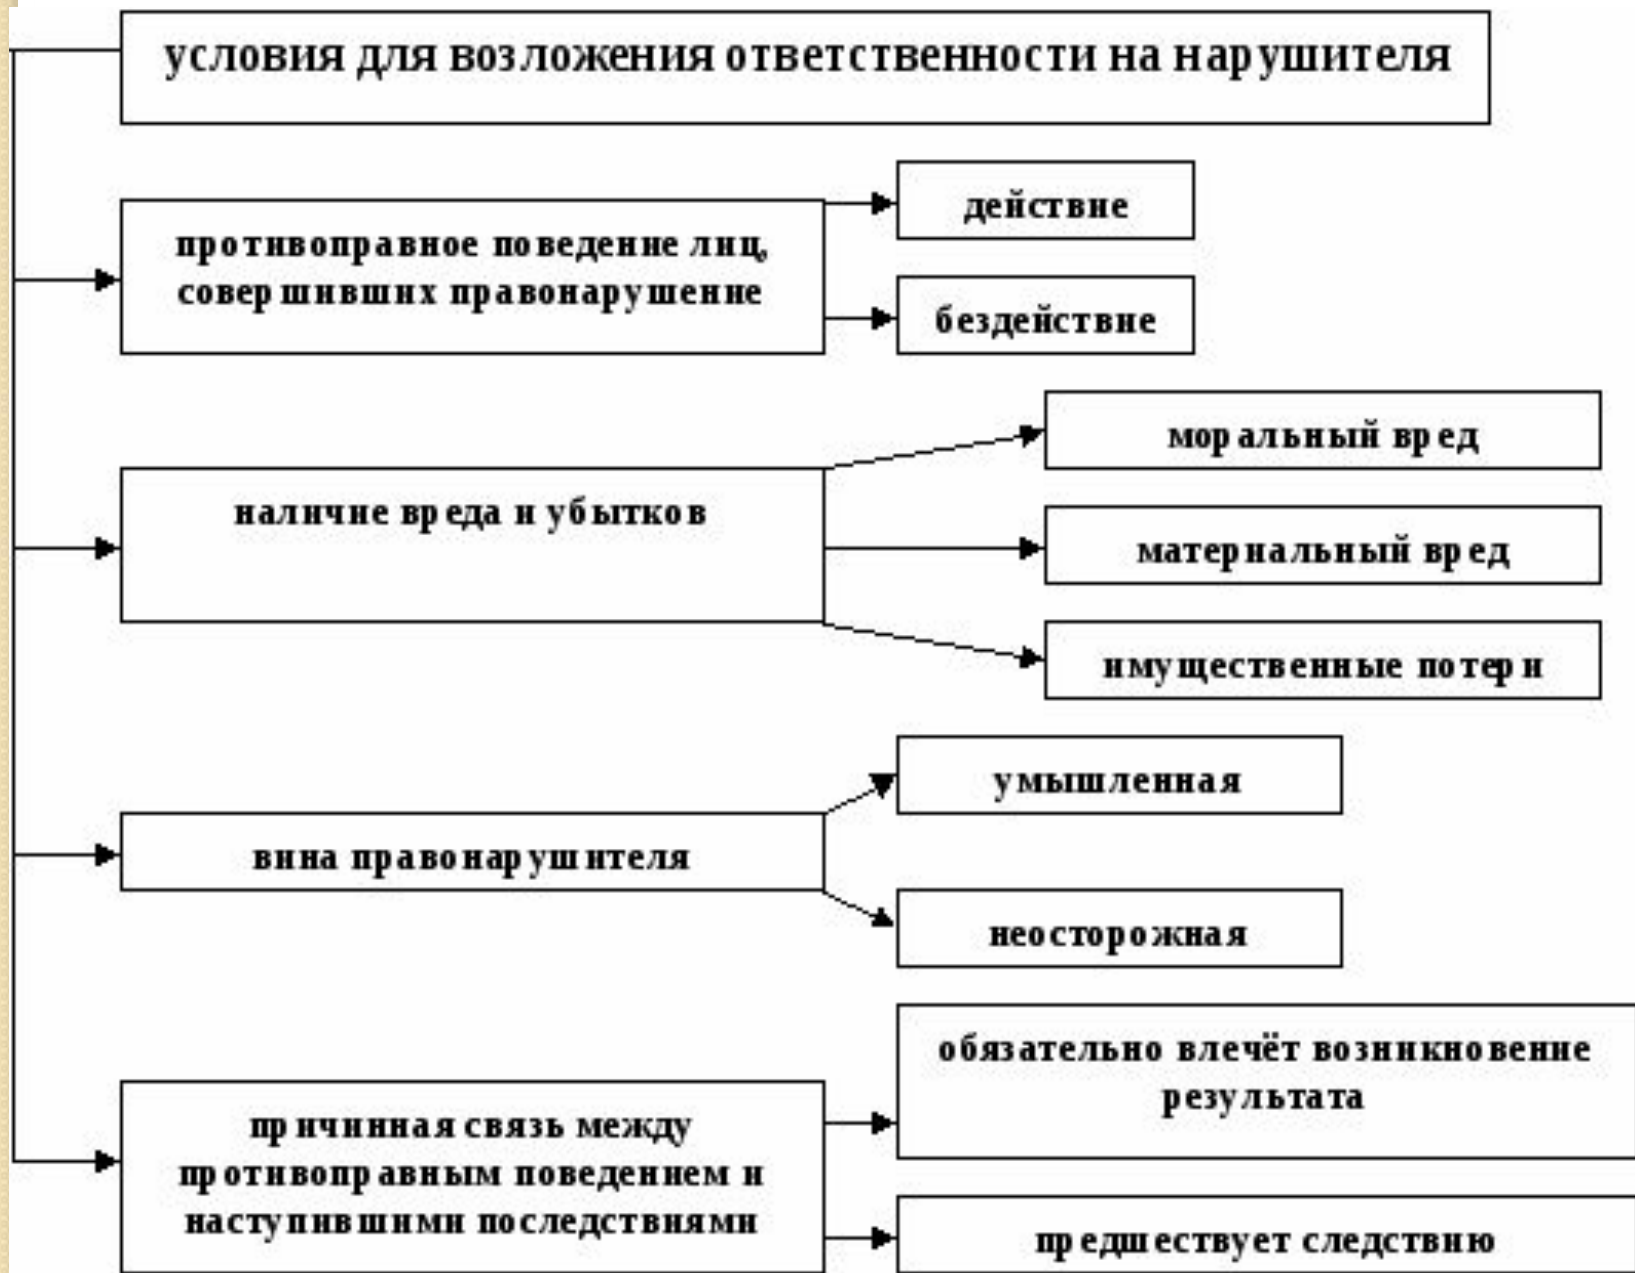 условия для возложения ответственности на нарушителя
противоправное поведение лиц,
совершивших правонарушение
действие
бездействие
наличие вреда и убытков
моральный вред
материальный вред
имущественные потери
вина правонарушителя
умышленная
неосторожная
причинная связь между
противоправным поведением и
наступившими последствиями
обязательно влечёт возникновение
результата
предшествует следствию